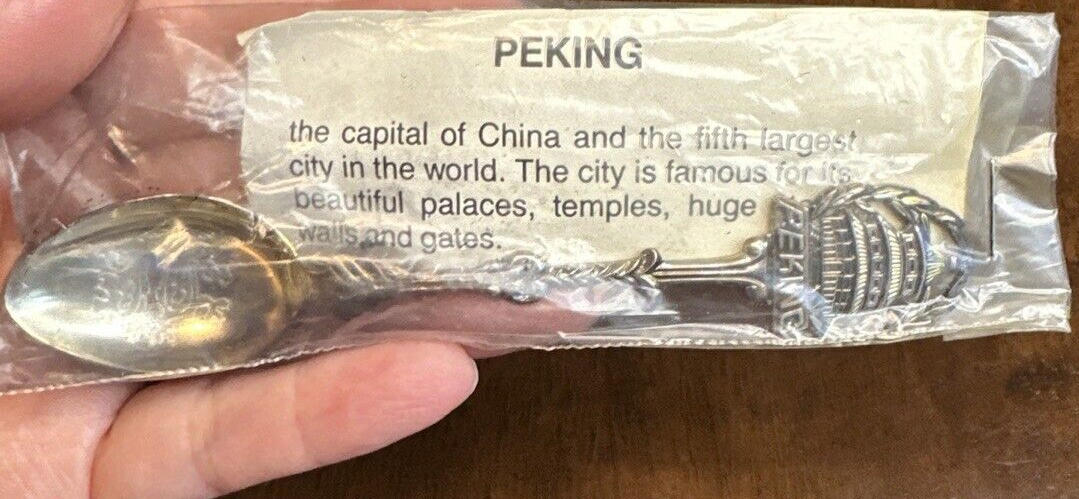 PEKING
the capital of China and the fifth largest
city in the world. The city is famous for its
beautiful palaces, temples, huge
walls and gates.
PEKING